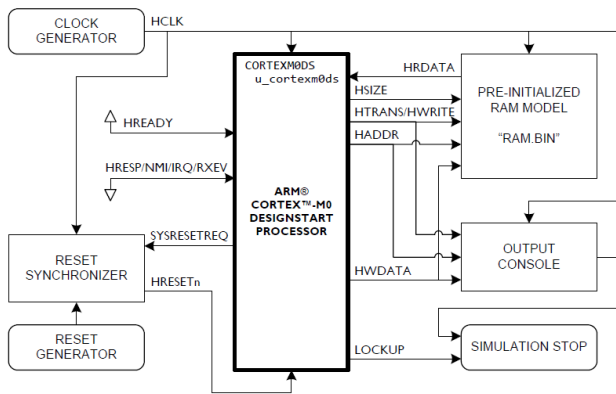 CLOCK
GENERATOR
HCLK
CORTEXM0DS
u_cortexm0ds
HRDATA
HSIZE
HTRANS/HWRITE
HADDR
PRE-INITIALIZED
RAM MODEL
“RAM.BIN”
HREADY
HRESP/NMI/IRQ/RXEV
ARM®
CORTEX™-M0
DESIGNSTART
PROCESSOR
SYSRESETREQ
RESET
SYNCHRONIZER
HRESETn
HWDATA
OUTPUT
CONSOLE
RESET
GENERATOR
LOCKUP
SIMULATION STOP